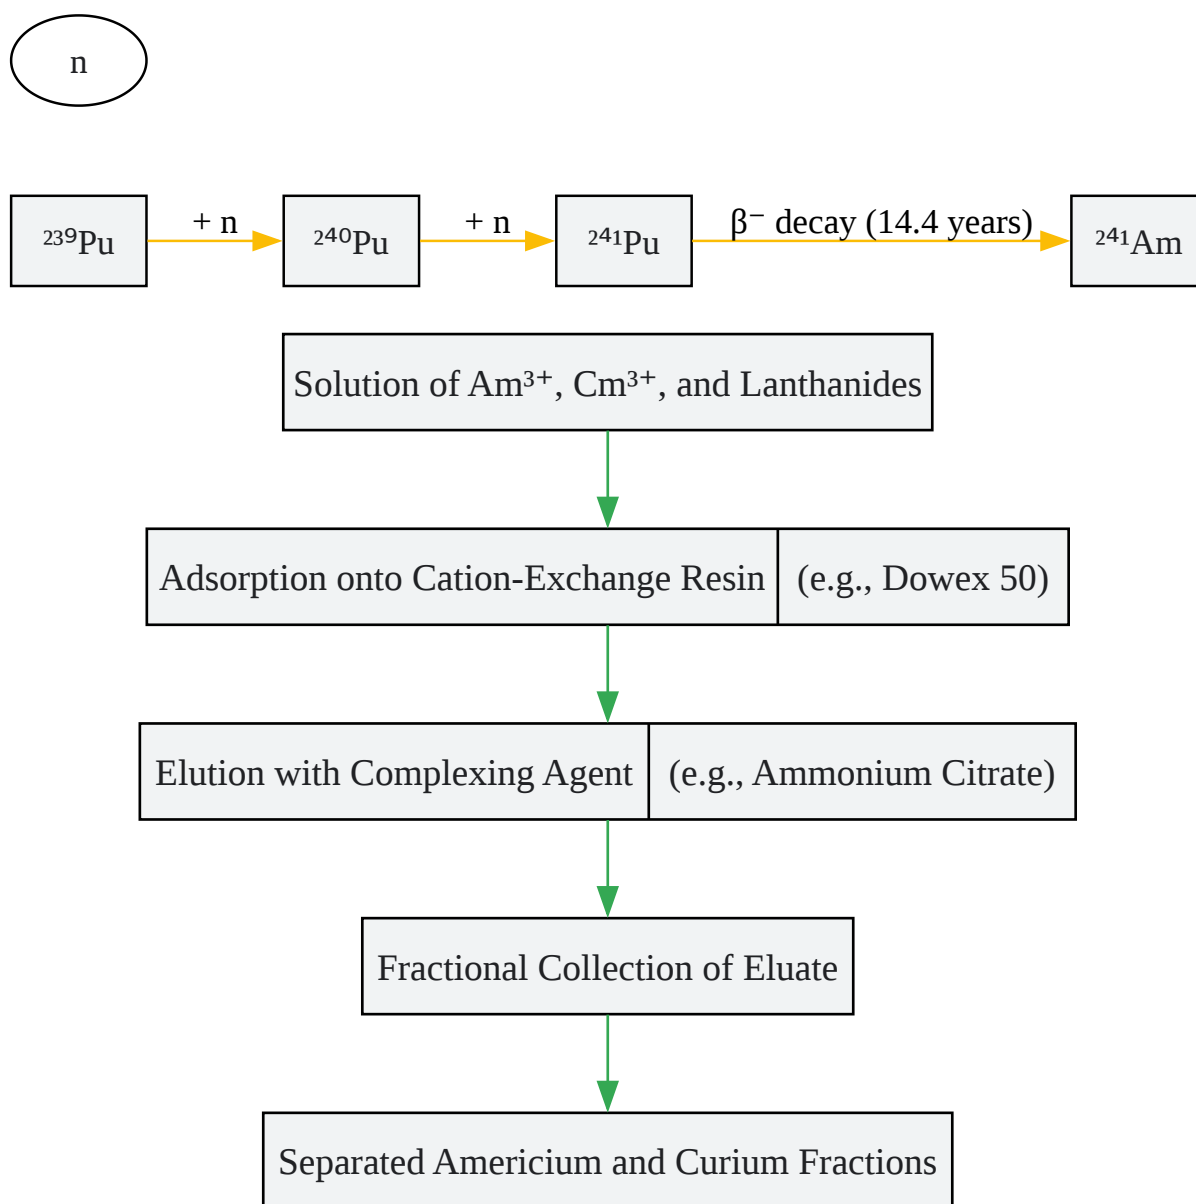 n
+ n
+ n
β⁻ decay (14.4 years)
²³⁹Pu
²⁴⁰Pu
²⁴¹Pu
²⁴¹Am
Solution of Am³⁺, Cm³⁺, and Lanthanides
Adsorption onto Cation-Exchange Resin
(e.g., Dowex 50)
Elution with Complexing Agent
(e.g., Ammonium Citrate)
Fractional Collection of Eluate
Separated Americium and Curium Fractions